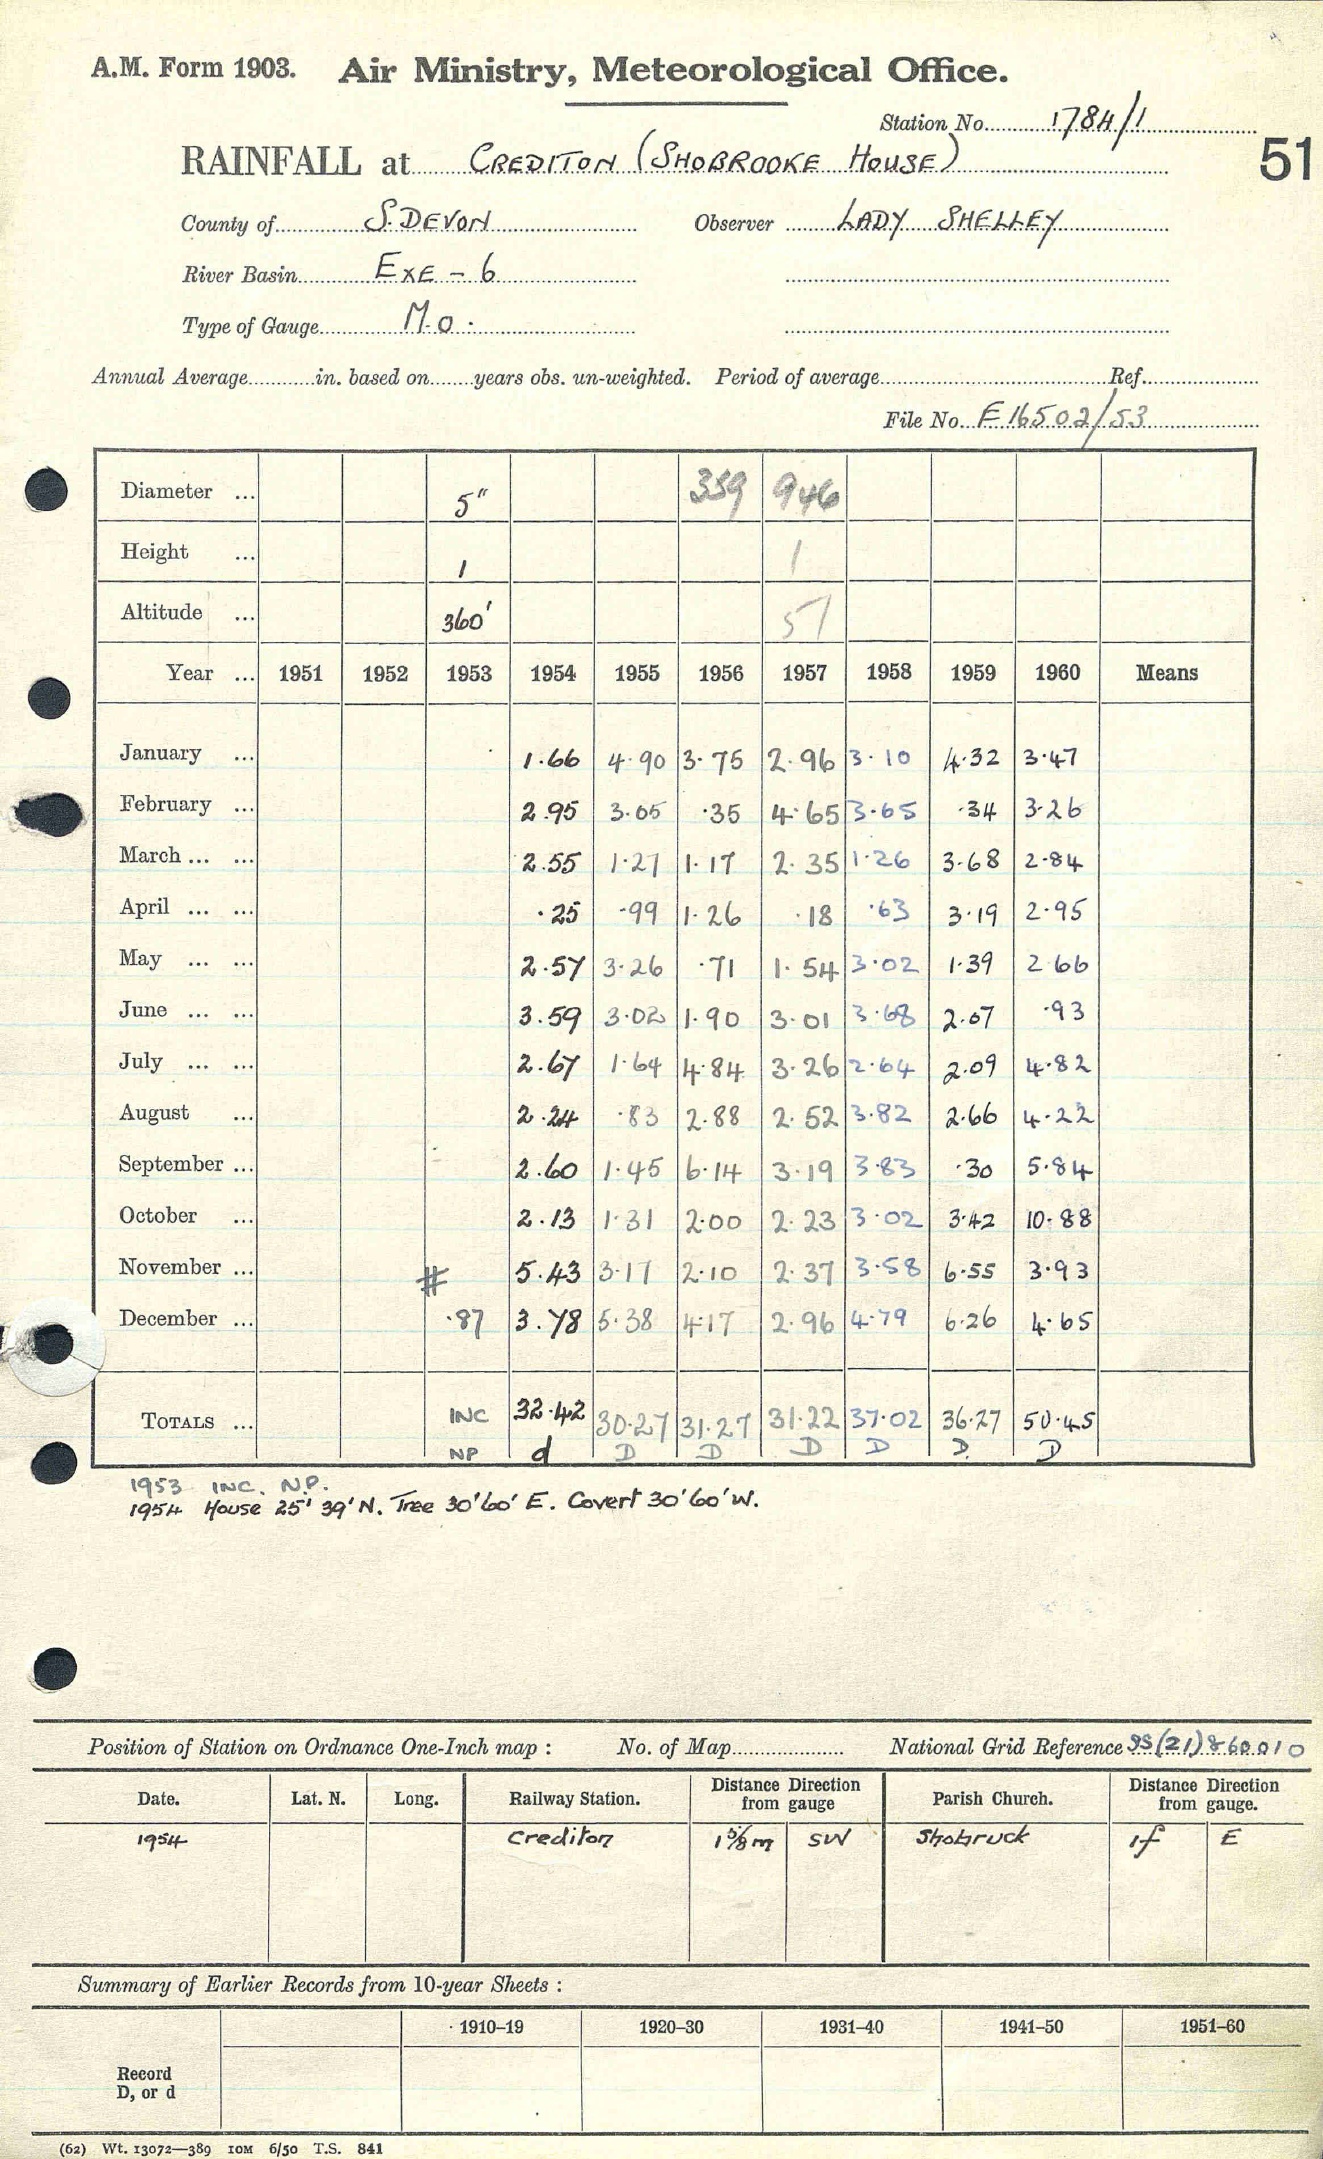 A.M. Form 1903. Air Ministry, Meteorological Office.
Station No. 1784/1
51
RAINFALL at CREDITON (SHOBROOKE HOUSE)
County of S. DEVON Observer LADY SHELLEY
River Basin EXE - 6
Type of Gauge M.O.
Annual Average in. based on years obs. un-weighted. Period of average Ref.
File No. F 16502/53
Diameter ... 5" 359 946
Height ... 1 1
Altitude ... 360' 51
Year ... 1951 1952 1953 1954 1955 1956 1957 1958 1959 1960 Means
January ... 1.66 4.90 3.75 2.96 3.10 4.32 3.47
February ... 2.95 3.05 .35 4.65 3.65 .34 3.26
March ... ... 2.55 1.27 1.17 2.35 1.26 3.68 2.84
April ... ... .25 .99 1.26 .18 .63 3.19 2.95
May ... ... 2.57 3.26 .71 1.54 3.02 1.39 2 66
June ... ... 3.59 3.02 1.90 3.01 3.68 2.07 .93
July ... ... 2.67 1.64 4.84 3.26 2.64 2.09 4.82
August ... 2.24 .83 2.88 2.52 3.82 2.66 4.22
September ... 2.60 1.45 6.14 3.19 3.83 .30 5.84
October ... 2.13 1.31 2.00 2.23 3.02 3.42 10.88
November ... # 5.43 3.17 2.10 2.37 3.58 6.55 3.93
December ... .87 3.78 5.38 4.17 2.96 4.79 6.26 4.65
TOTALS ... INC 32.42 30.27 31.27 31.22 37.02 36.27 50.45
NP d D D D D D. D
1953 INC. N.P.
1954 House 25' 39' N. Tree 30' 60' E. Covert 30' 60' W.
Position of Station on Ordnance One-Inch map : No. of Map National Grid Reference SS(21)860010
Date. Lat. N. Long. Railway Station. Distance Direction from gauge Parish Church. Distance Direction from gauge.
1954 Crediton 1 5/8 m SW Shobruck 1f E
Summary of Earlier Records from 10-year Sheets :
1910–19 1920–30 1931–40 1941–50 1951–60
Record
D, or d
(62) Wt. 13072—389 10M 6/50 T.S. 841